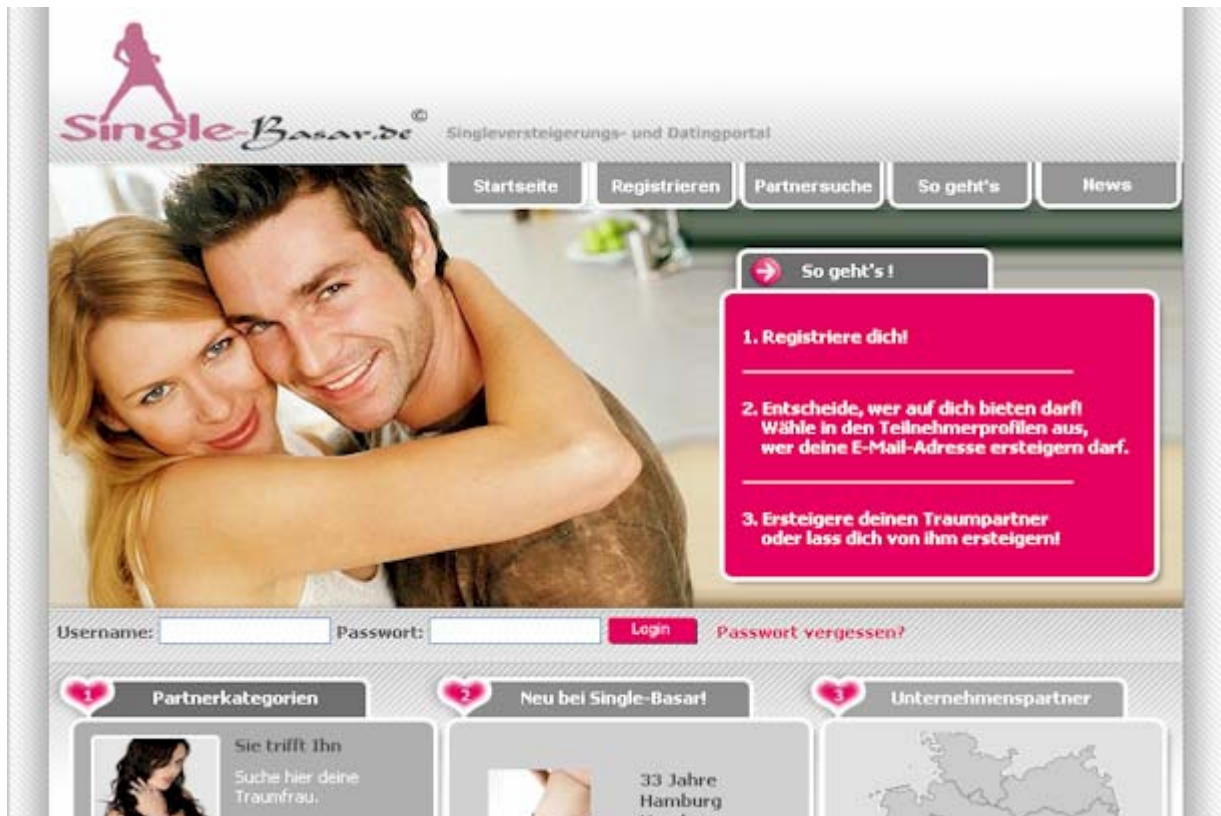 Single-Basar.de©
Singleversteigerungs- und Datingportal
Startseite
Registrieren
Partnersuche
So geht's
News
So geht's !
1. Registriere dich!
2. Entscheide, wer auf dich bieten darf!
Wähle in den Teilnehmerprofilen aus,
wer deine E-Mail-Adresse ersteigern darf.
3. Ersteigere deinen Traumpartner
oder lass dich von ihm ersteigern!
Username:
Passwort:
Login
Passwort vergessen?
1
Partnerkategorien
Sie trifft Ihn
Suche hier deine
Traumfrau.
2
Neu bei Single-Basar!
33 Jahre
Hamburg
3
Unternehmenspartner